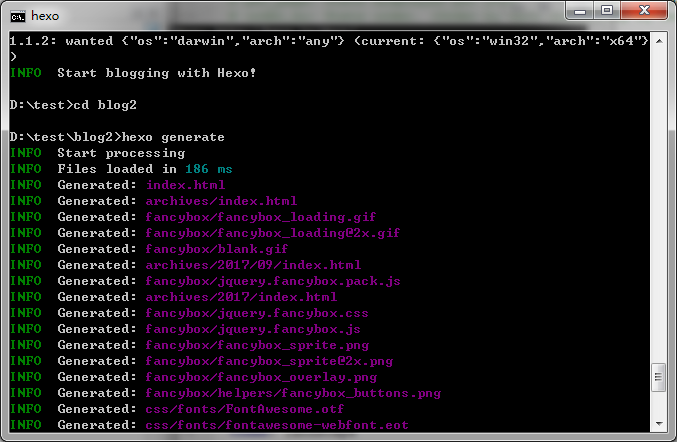 hexo
1.1.2: wanted {"os":"darwin","arch":"any"} (current: {"os":"win32","arch":"x64"}
)
INFO  Start blogging with Hexo!
D:\test>cd blog2
D:\test\blog2>hexo generate
INFO  Start processing
INFO  Files loaded in 186 ms
INFO  Generated: index.html
INFO  Generated: archives/index.html
INFO  Generated: fancybox/fancybox_loading.gif
INFO  Generated: fancybox/fancybox_loading@2x.gif
INFO  Generated: fancybox/blank.gif
INFO  Generated: archives/2017/09/index.html
INFO  Generated: fancybox/jquery.fancybox.pack.js
INFO  Generated: archives/2017/index.html
INFO  Generated: fancybox/jquery.fancybox.css
INFO  Generated: fancybox/jquery.fancybox.js
INFO  Generated: fancybox/fancybox_sprite.png
INFO  Generated: fancybox/fancybox_sprite@2x.png
INFO  Generated: fancybox/fancybox_overlay.png
INFO  Generated: fancybox/helpers/fancybox_buttons.png
INFO  Generated: css/fonts/FontAwesome.otf
INFO  Generated: css/fonts/fontawesome-webfont.eot